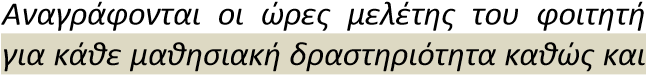 Αναγράφονται οι ώρες μελέτης του φοιτητή
για κάθε μαθησιακή δραστηριότητα καθώς και